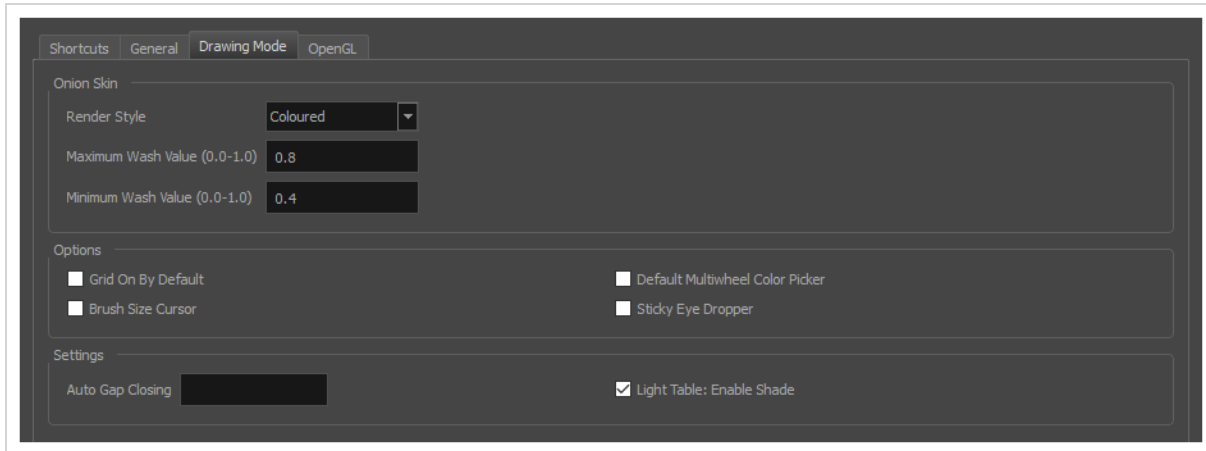 Shortcuts General Drawing Mode OpenGL
Onion Skin
Render Style Coloured
Maximum Wash Value (0.0-1.0) 0.8
Minimum Wash Value (0.0-1.0) 0.4
Options
Grid On By Default Default Multiwheel Color Picker
Brush Size Cursor Sticky Eye Dropper
Settings
Auto Gap Closing Light Table: Enable Shade